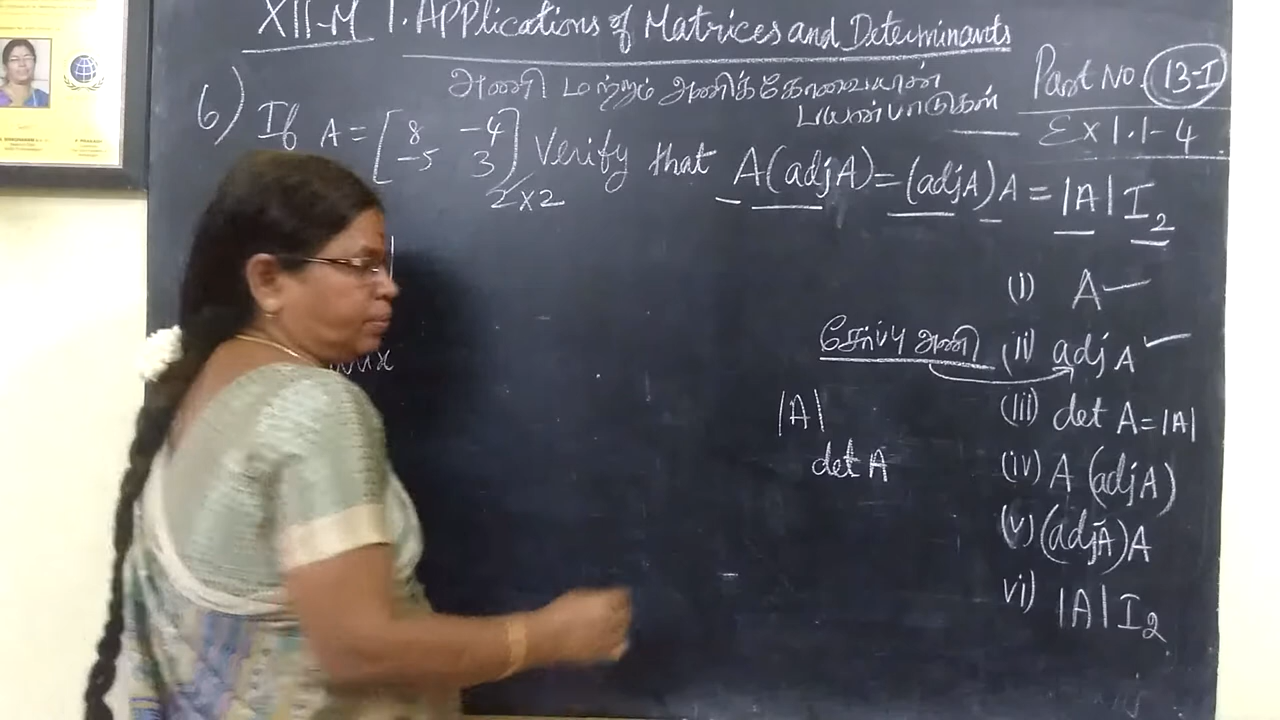 XII-M 1. Applications of Matrices and Determinants
அணி மற்றும் அணிக்கோவையின்
பயன்பாடுகள்
Part No. 13-I
Ex 1.1-4
6) If A = [ 8 -4 Verify that A(adjA) = (adjA)A = |A| I₂
-5 3 ]
2x2
(i) A
சேர்ப்பு அணி (ii) adj A
|A| (iii) det A = |A|
det A (iv) A (adjA)
(v) (adjA)A
vi) |A| I₂